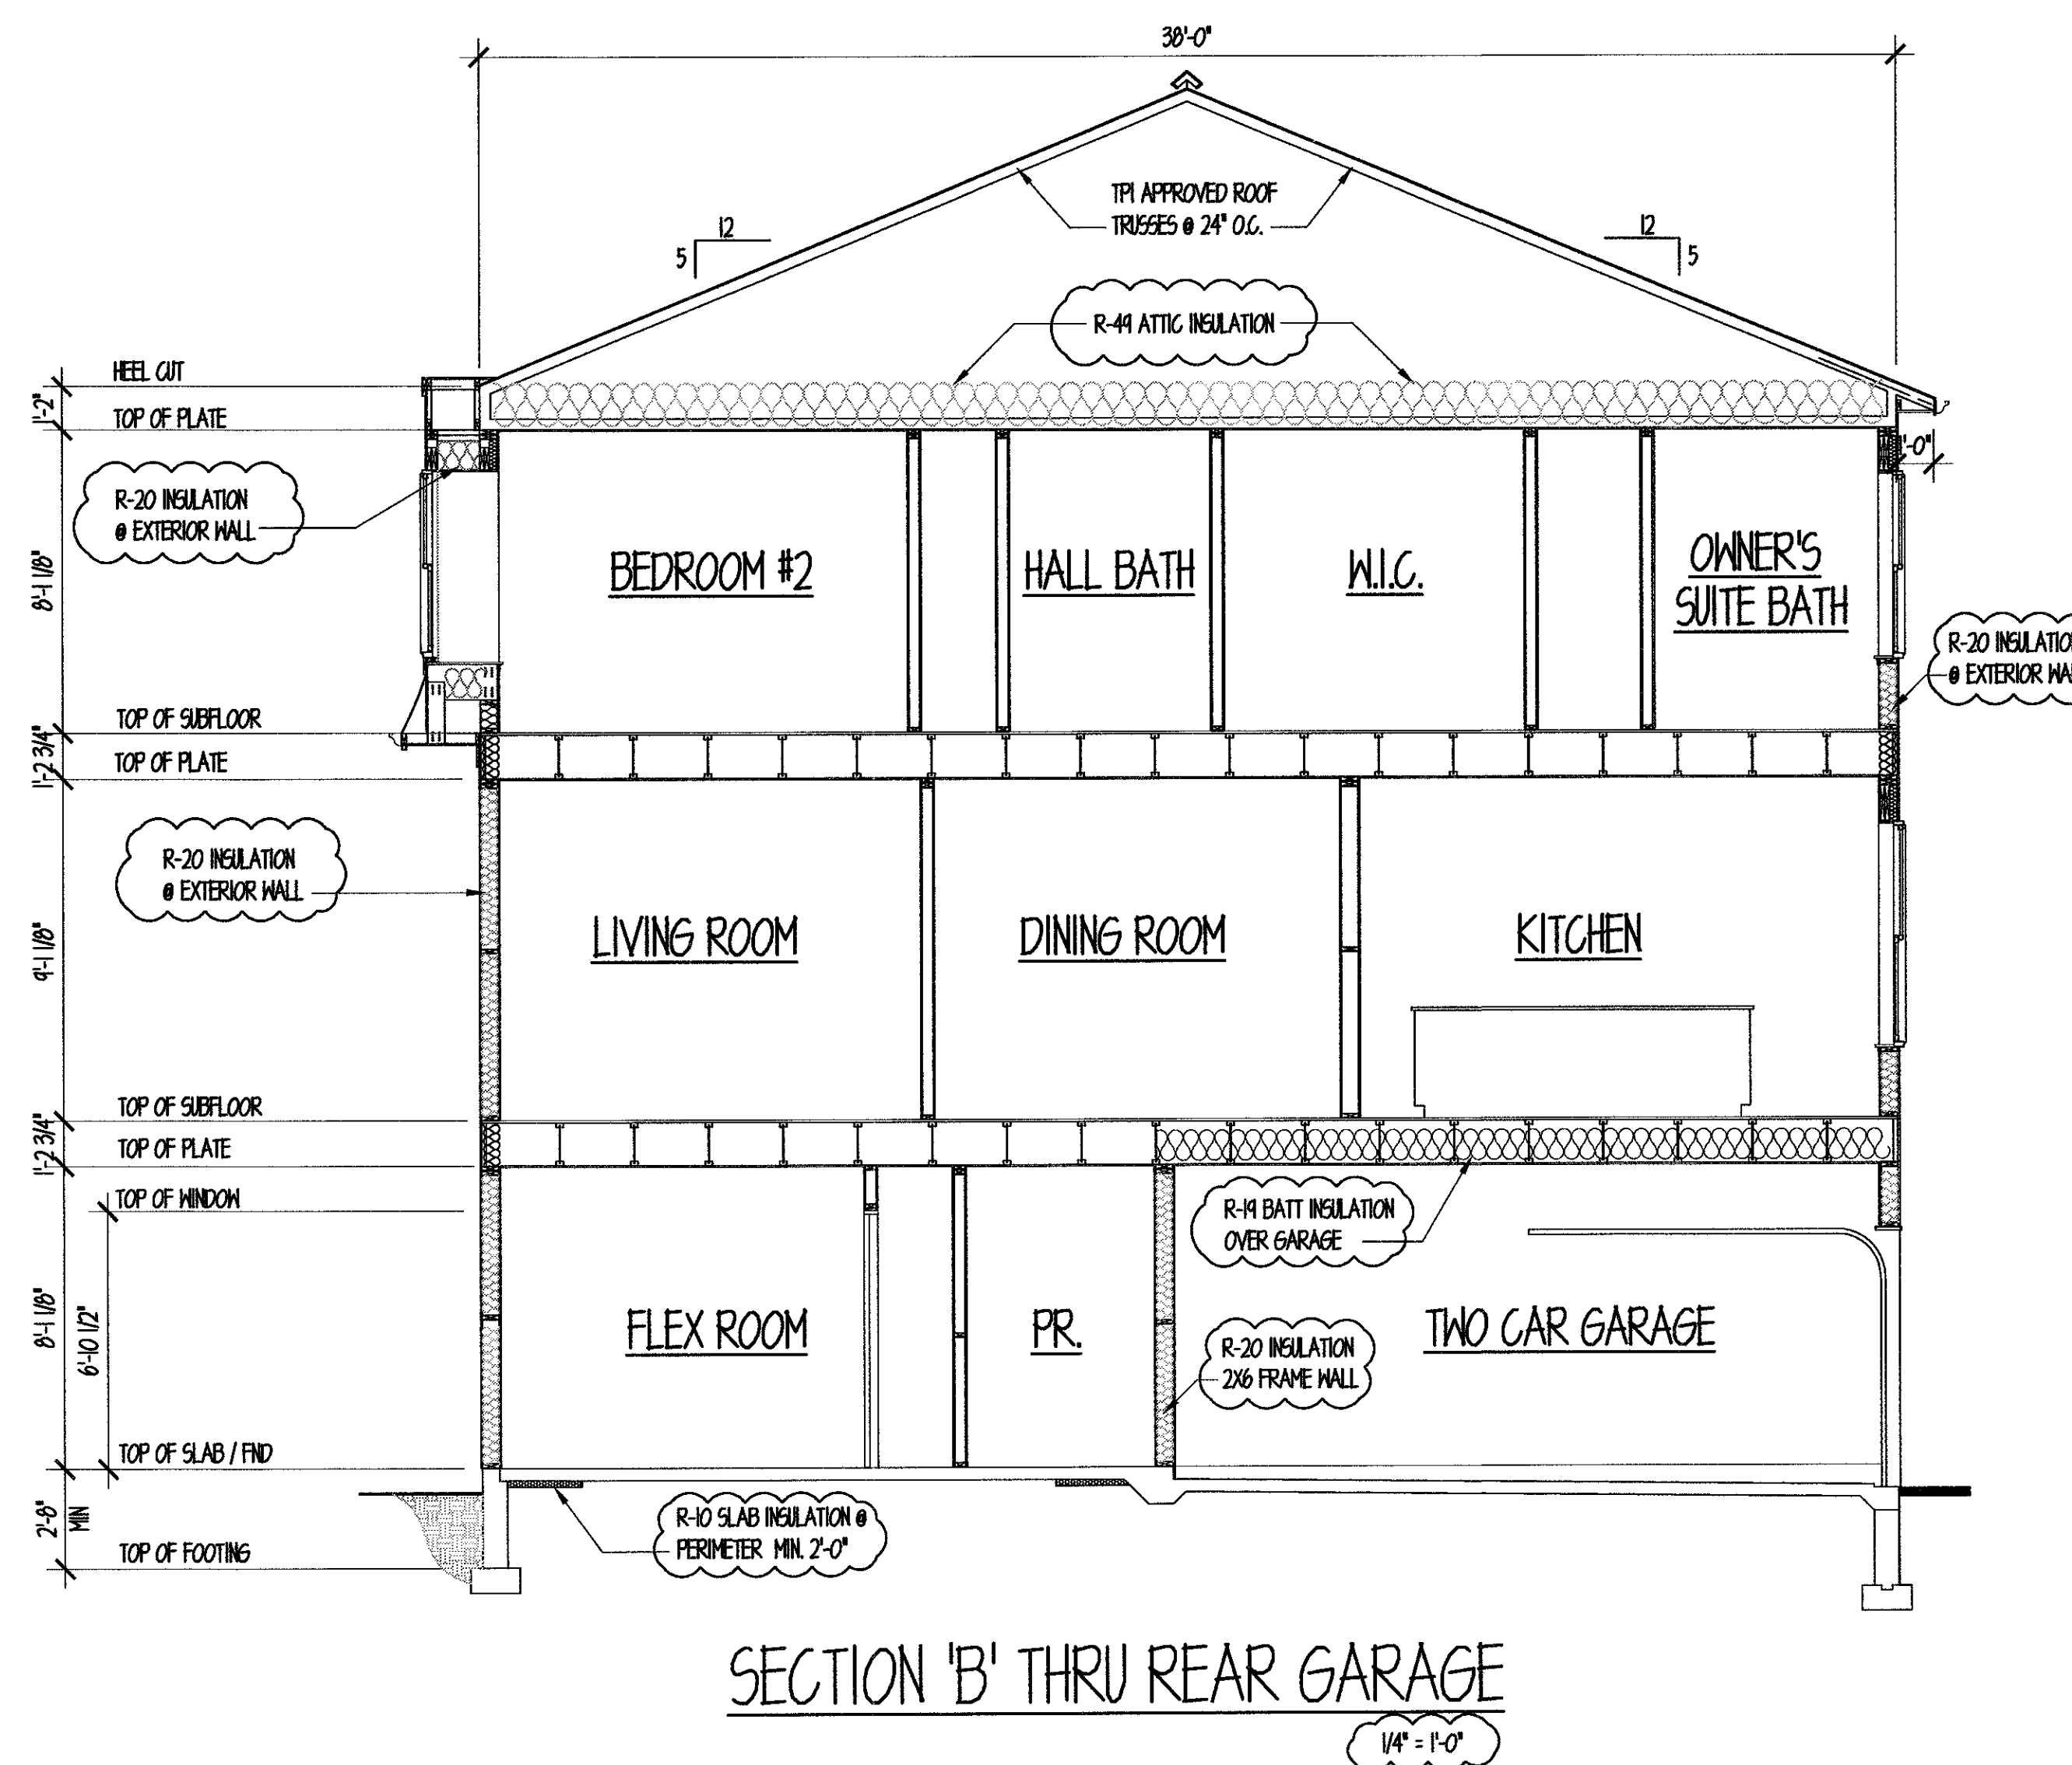 38'-0"
TPI APPROVED ROOF
TRUSSES @ 24" O.C.
12
5
12
5
R-49 ATTIC INSULATION
HEEL CUT
1'-2"
TOP OF PLATE
1'-0"
R-20 INSULATION
@ EXTERIOR WALL
8'-1 1/8"
BEDROOM #2
HALL BATH
W.I.C.
OWNER'S
SUITE BATH
R-20 INSULATIO
@ EXTERIOR WA
TOP OF SUBFLOOR
1'-2 3/4"
TOP OF PLATE
R-20 INSULATION
@ EXTERIOR WALL
9'-1 1/8"
LIVING ROOM
DINING ROOM
KITCHEN
TOP OF SUBFLOOR
1'-2 3/4"
TOP OF PLATE
TOP OF WINDOW
R-19 BATT INSULATION
OVER GARAGE
8'-1 1/8"
6'-10 1/2"
FLEX ROOM
PR.
R-20 INSULATION
2X6 FRAME WALL
TWO CAR GARAGE
TOP OF SLAB / FND
2'-8"
MIN
R-10 SLAB INSULATION @
PERIMETER MIN. 2'-0"
TOP OF FOOTING
SECTION 'B' THRU REAR GARAGE
1/4" = 1'-0"